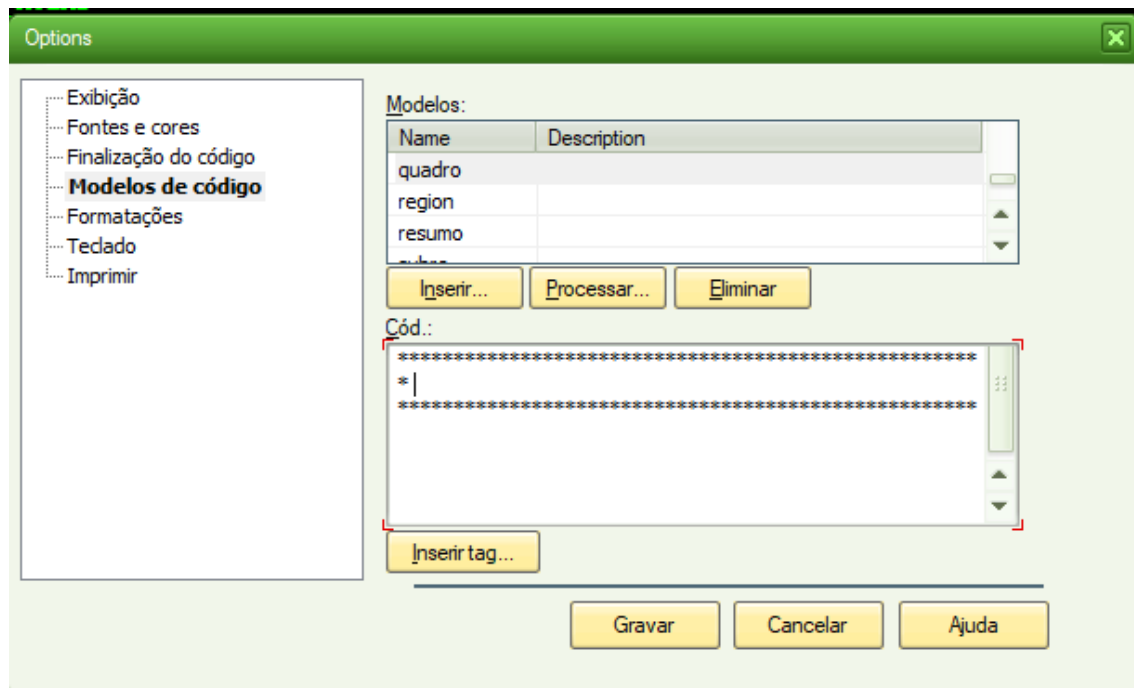 Options
Exibição
Fontes e cores
Finalização do código
Modelos de código
Formatações
Teclado
Imprimir
Modelos:
Name Description
quadro
region
resumo
Inserir... Processar... Eliminar
Cód.:
****************************************************
*
****************************************************
Inserir tag...
Gravar Cancelar Ajuda